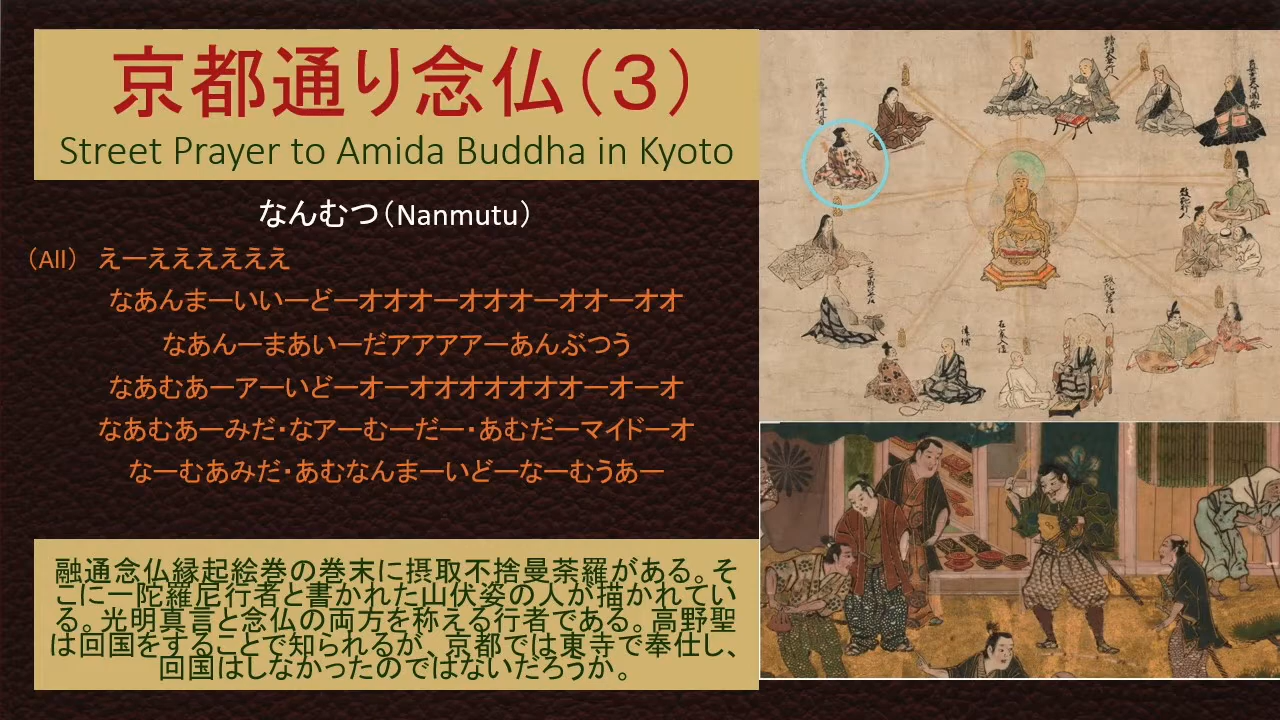 京都通り念仏（３）
Street Prayer to Amida Buddha in Kyoto
なんむつ（Nanmutu）
（All） えーええええええ
なあんまーいいーどーオオオーオオオーオオーオオ
なあんーまあいーだアアアアーあんぶつう
なあむあーアーいどーオーオオオオオオオオーオーオ
なあむあーみだ・なアーむーだー・あむだーマイドーオ
なーむあみだ・あむなんまーいどーなーむうあー
融通念仏縁起絵巻の巻末に摂取不捨曼荼羅がある。そ
こに一陀羅尼行者と書かれた山伏姿の人が描かれてい
る。光明真言と念仏の両方を称える行者である。高野聖
は回国をすることで知られるが、京都では東寺で奉仕し、
回国はしなかったのではないだろうか。